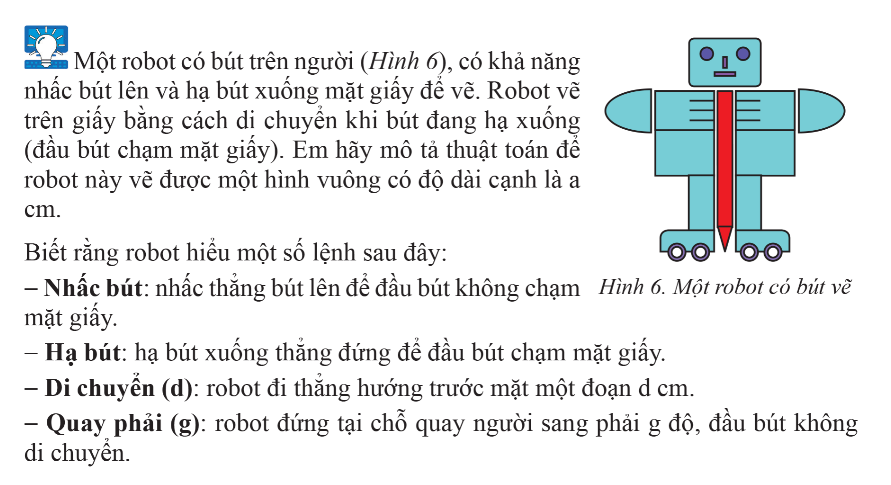 Một robot có bút trên người (Hình 6), có khả năng
nhấc bút lên và hạ bút xuống mặt giấy để vẽ. Robot vẽ
trên giấy bằng cách di chuyển khi bút đang hạ xuống
(đầu bút chạm mặt giấy). Em hãy mô tả thuật toán để
robot này vẽ được một hình vuông có độ dài cạnh là a
cm.
Biết rằng robot hiểu một số lệnh sau đây:
– Nhấc bút: nhấc thẳng bút lên để đầu bút không chạm
mặt giấy.
Hình 6. Một robot có bút vẽ
– Hạ bút: hạ bút xuống thẳng đứng để đầu bút chạm mặt giấy.
– Di chuyển (d): robot đi thẳng hướng trước mặt một đoạn d cm.
– Quay phải (g): robot đứng tại chỗ quay người sang phải g độ, đầu bút không
di chuyển.